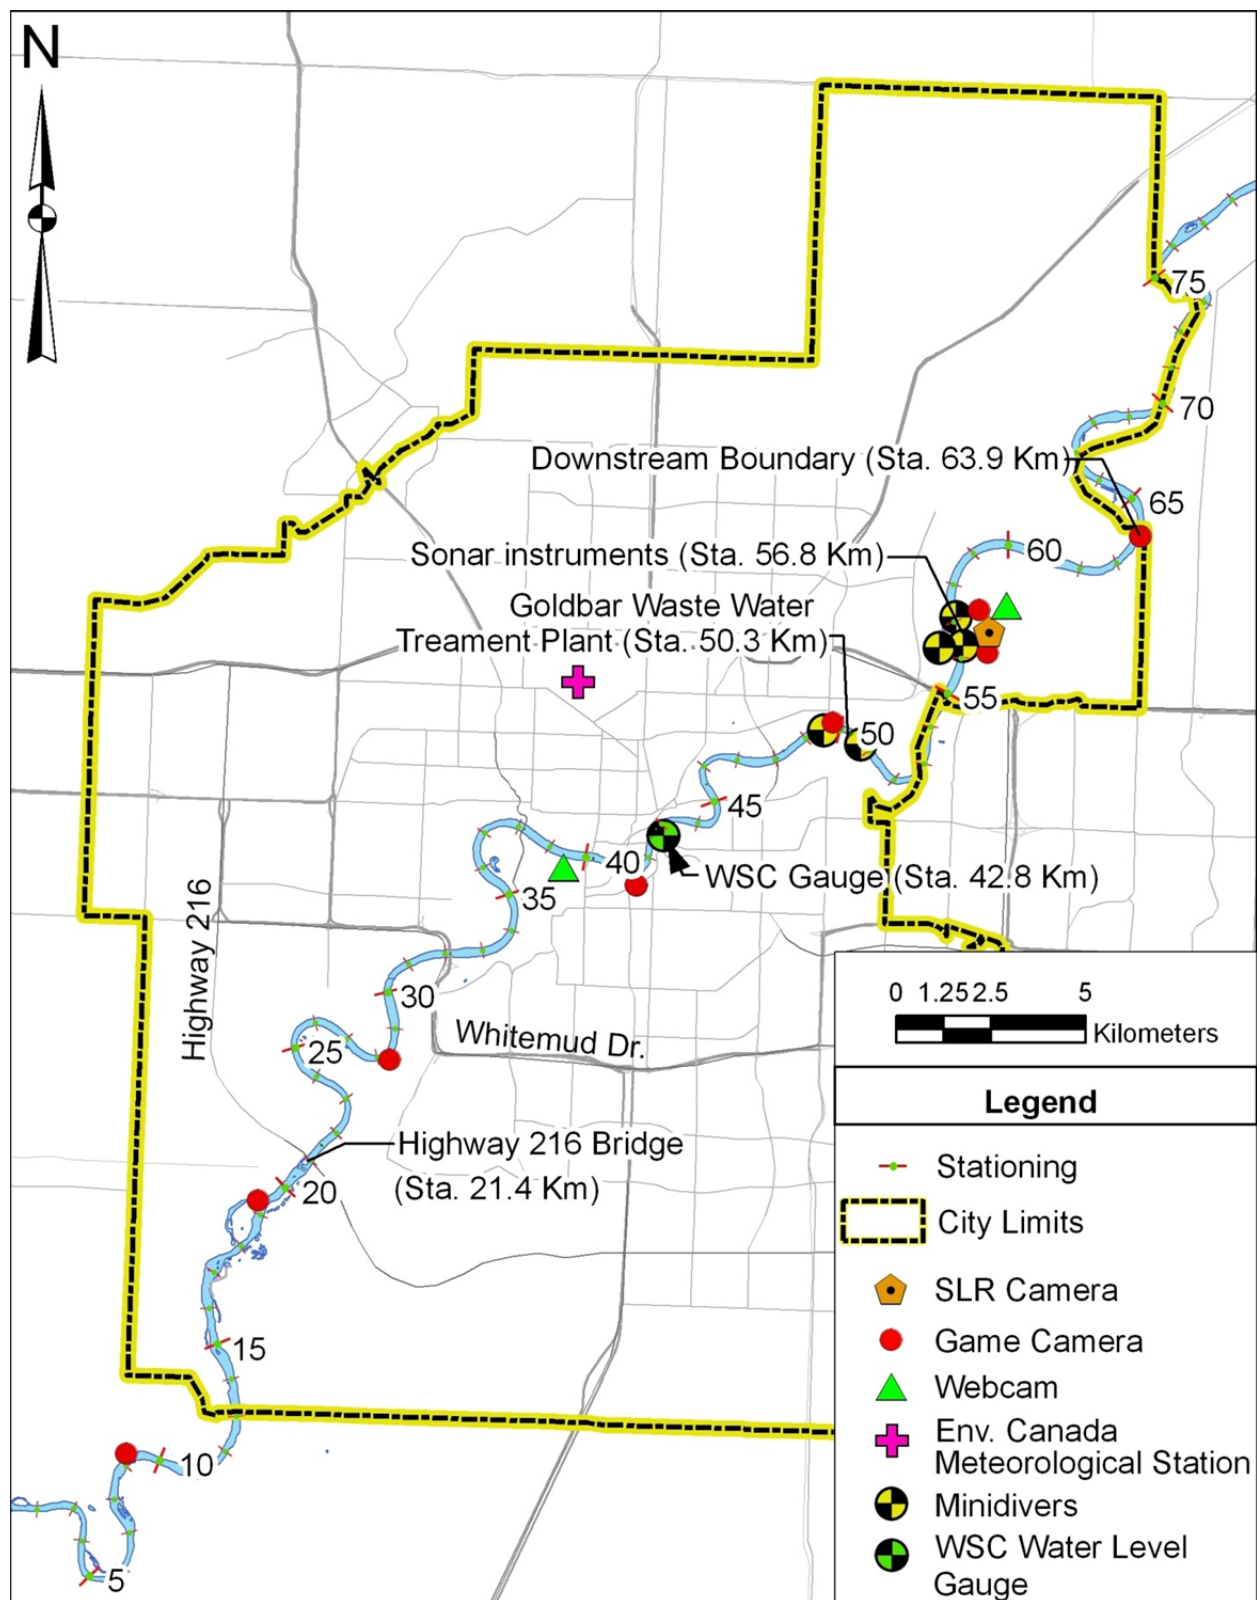 N
75
70
Downstream Boundary (Sta. 63.9 Km)
65
Sonar instruments (Sta. 56.8 Km)
60
Goldbar Waste Water
Treament Plant (Sta. 50.3 Km)
55
50
45
40
WSC Gauge (Sta. 42.8 Km)
35
Highway 216
30
Whitemud Dr.
25
Highway 216 Bridge
(Sta. 21.4 Km)
20
15
10
5
0 1.25 2.5 5
Kilometers
Legend
Stationing
City Limits
SLR Camera
Game Camera
Webcam
Env. Canada
Meteorological Station
Minidivers
WSC Water Level
Gauge